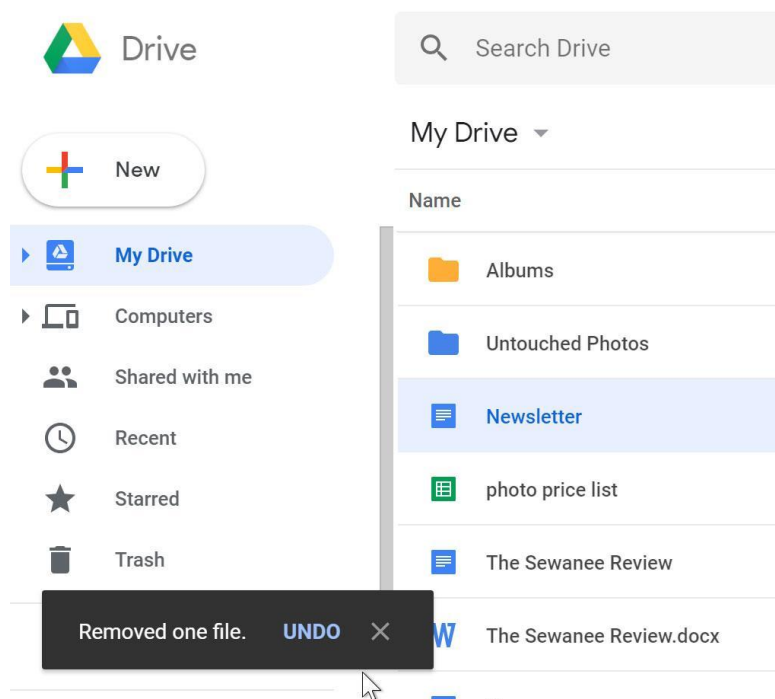 Drive
Search Drive
My Drive
New
Name
My Drive
Albums
Computers
Untouched Photos
Shared with me
Newsletter
Recent
photo price list
Starred
The Sewanee Review
Trash
Removed one file. UNDO
W The Sewanee Review.docx